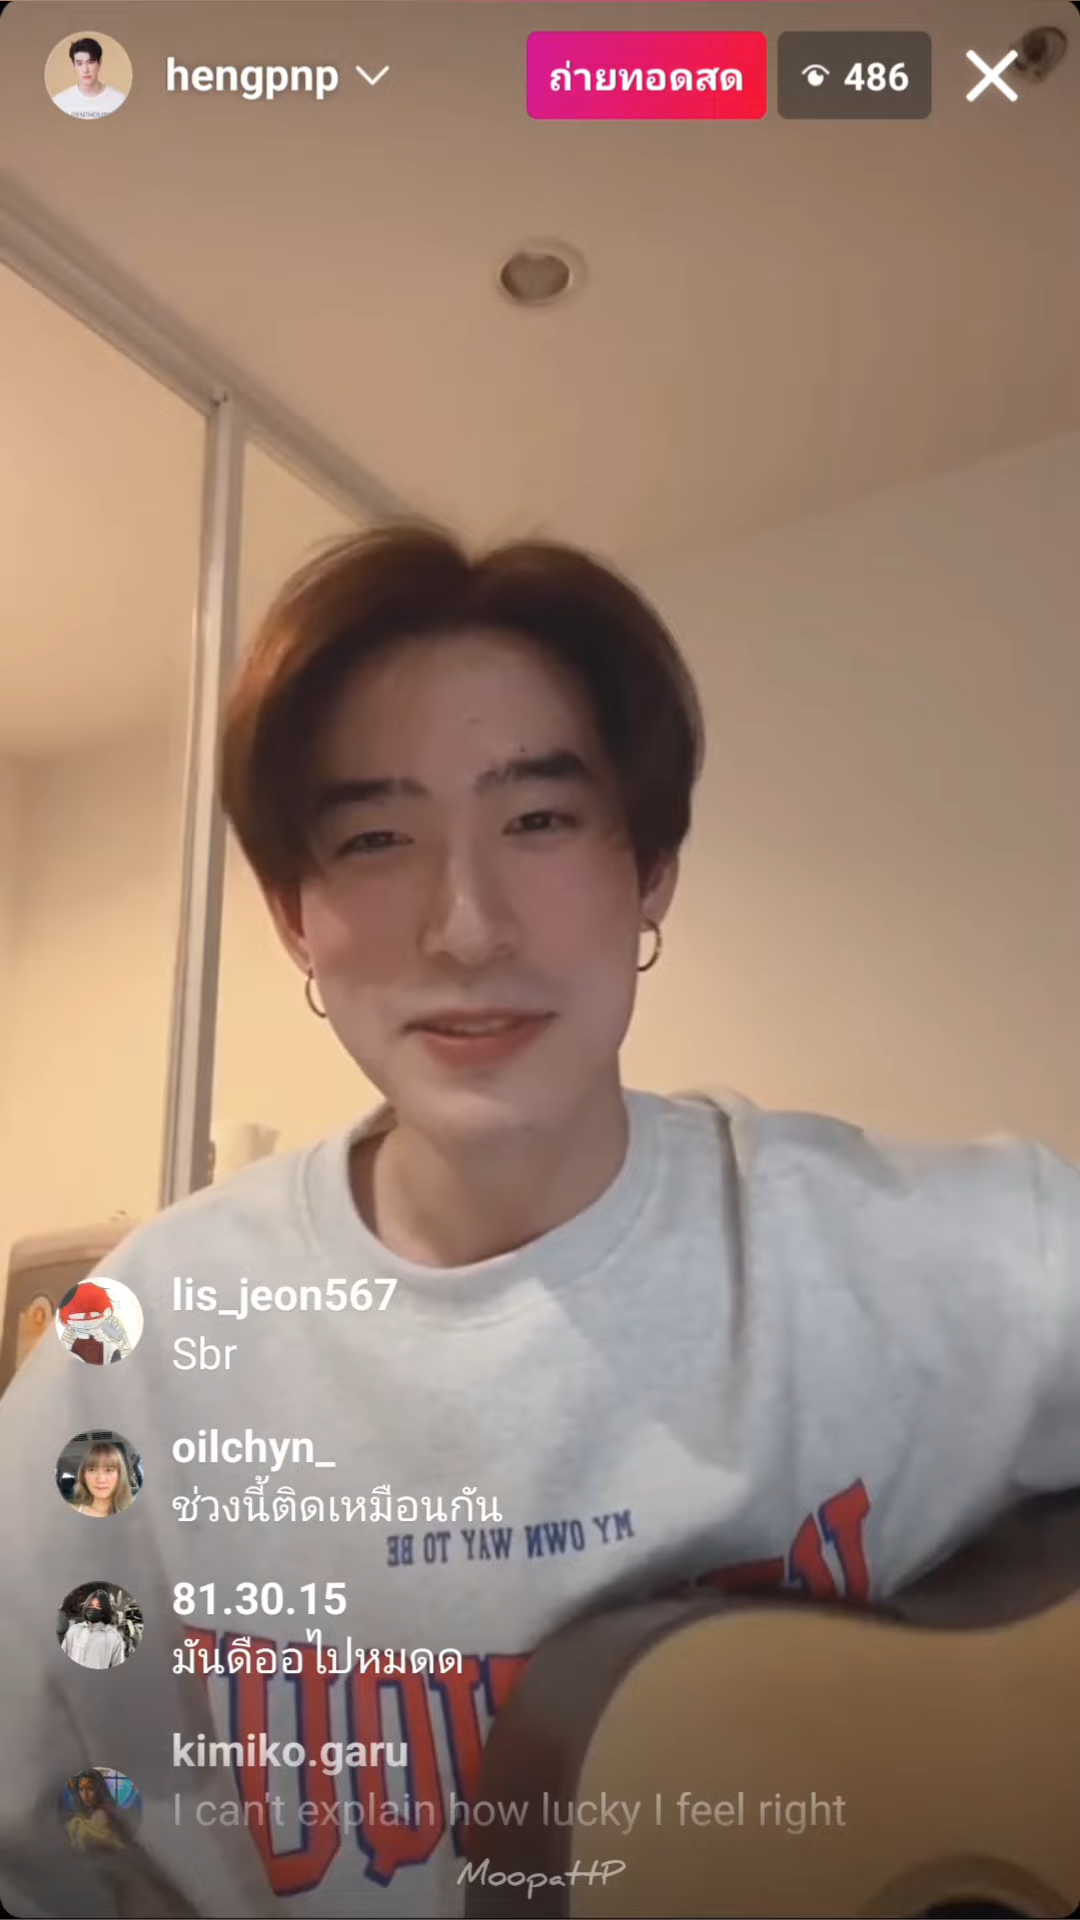 hengpnp
ถ่ายทอดสด
486
lis_jeon567
Sbr
oilchyn_
ช่วงนี้ติดเหมือนกัน
MY OWN WAY TO BE
81.30.15
มันดีออไปหมดด
kimiko.garu
I can't explain how lucky I feel right
MoopaHP